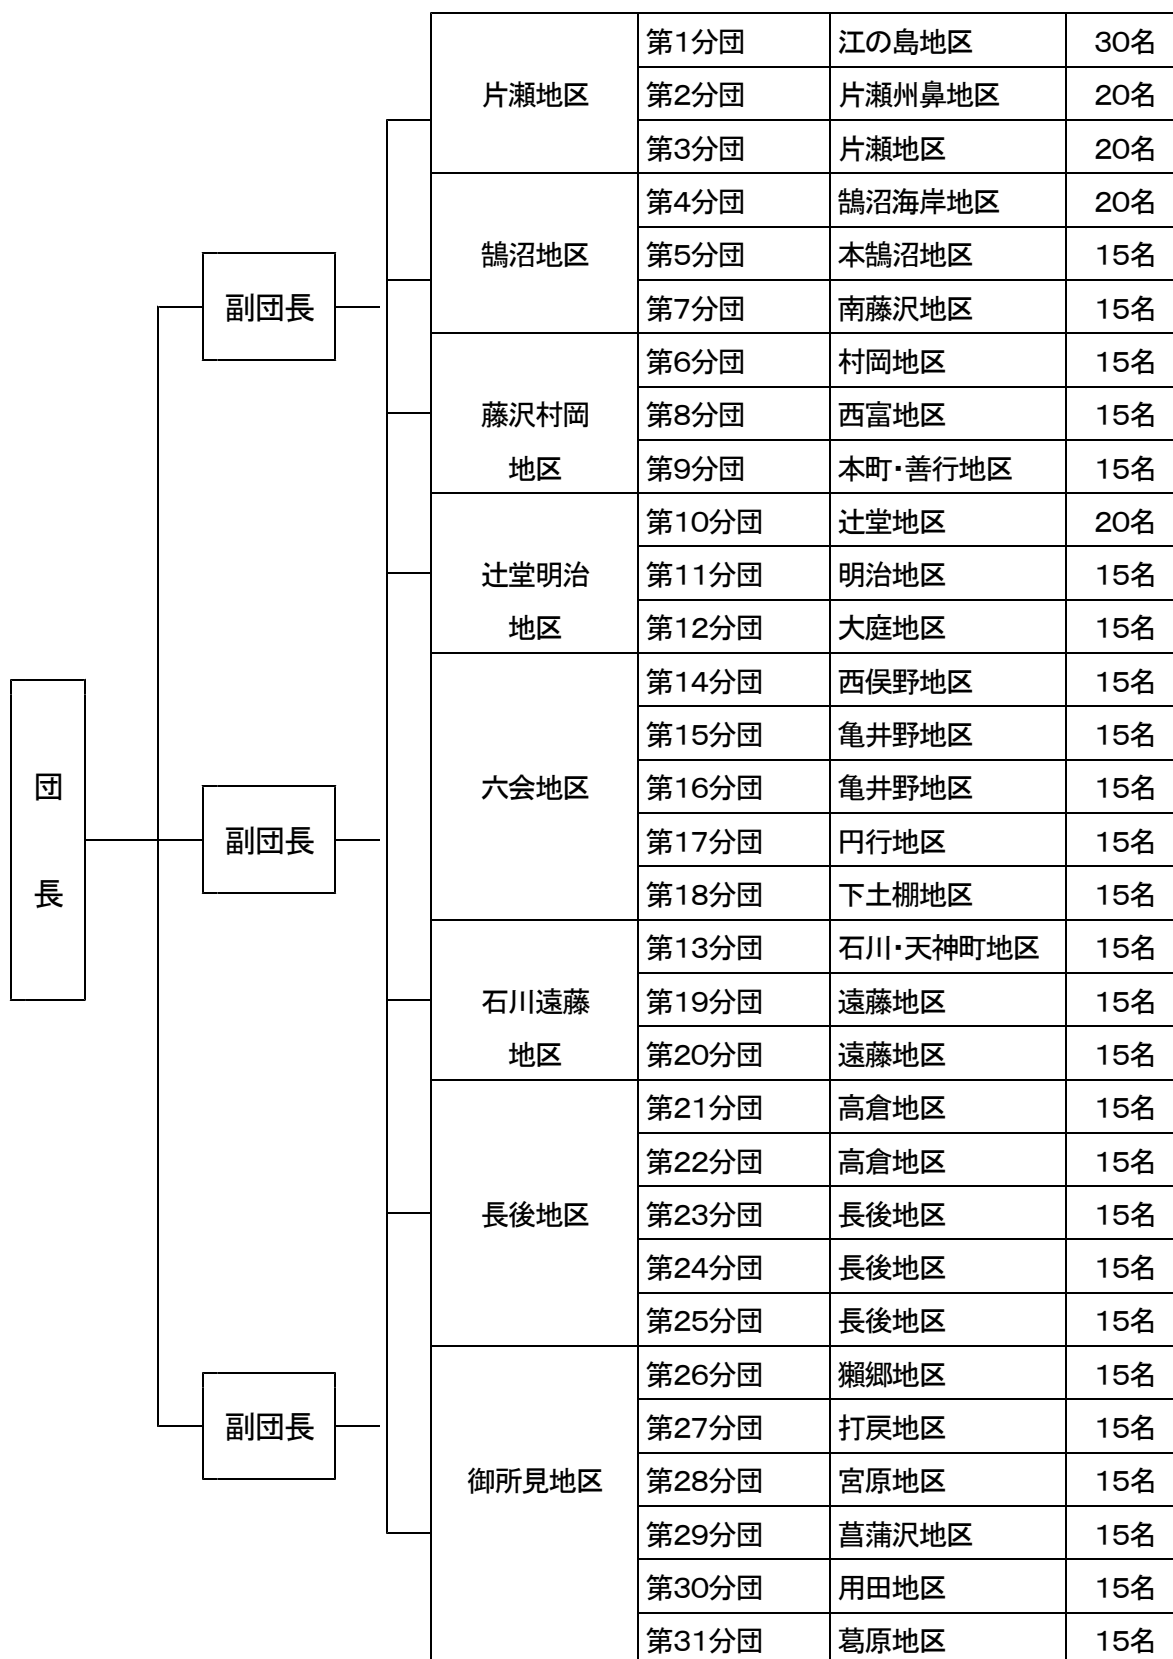 団
長
副団長
副団長
副団長
片瀬地区
第1分団 江の島地区 30名
第2分団 片瀬州鼻地区 20名
第3分団 片瀬地区 20名
鵠沼地区
第4分団 鵠沼海岸地区 20名
第5分団 本鵠沼地区 15名
第7分団 南藤沢地区 15名
藤沢村岡
地区
第6分団 村岡地区 15名
第8分団 西富地区 15名
第9分団 本町・善行地区 15名
辻堂明治
地区
第10分団 辻堂地区 20名
第11分団 明治地区 15名
第12分団 大庭地区 15名
六会地区
第14分団 西俣野地区 15名
第15分団 亀井野地区 15名
第16分団 亀井野地区 15名
第17分団 円行地区 15名
第18分団 下土棚地区 15名
石川遠藤
地区
第13分団 石川・天神町地区 15名
第19分団 遠藤地区 15名
第20分団 遠藤地区 15名
長後地区
第21分団 高倉地区 15名
第22分団 高倉地区 15名
第23分団 長後地区 15名
第24分団 長後地区 15名
第25分団 長後地区 15名
御所見地区
第26分団 獺郷地区 15名
第27分団 打戻地区 15名
第28分団 宮原地区 15名
第29分団 菖蒲沢地区 15名
第30分団 用田地区 15名
第31分団 葛原地区 15名